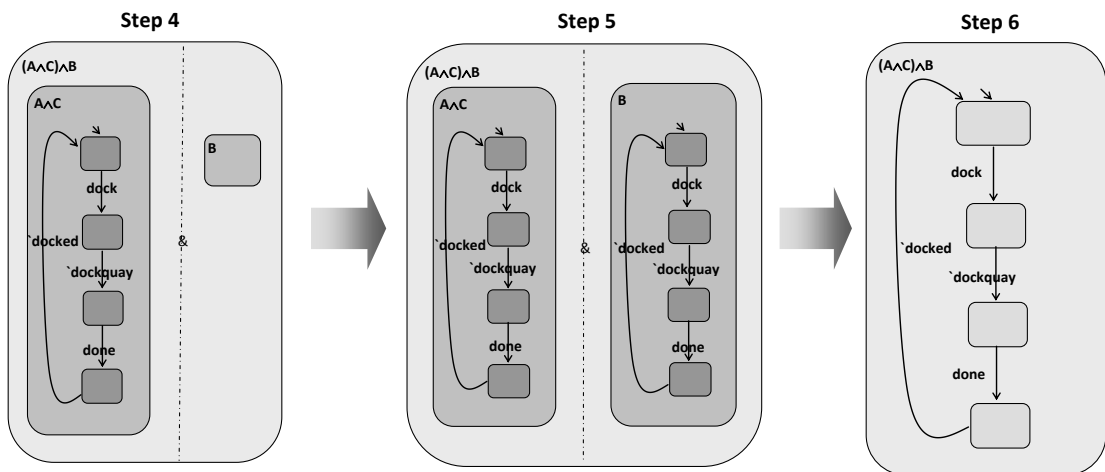 Step 4
(A∧C)∧B
A∧C
B
dock
`docked
&
`dockquay
done
Step 5
(A∧C)∧B
A∧C
dock
`docked
`dockquay
done
&
B
dock
`docked
`dockquay
done
Step 6
(A∧C)∧B
dock
`docked
`dockquay
done